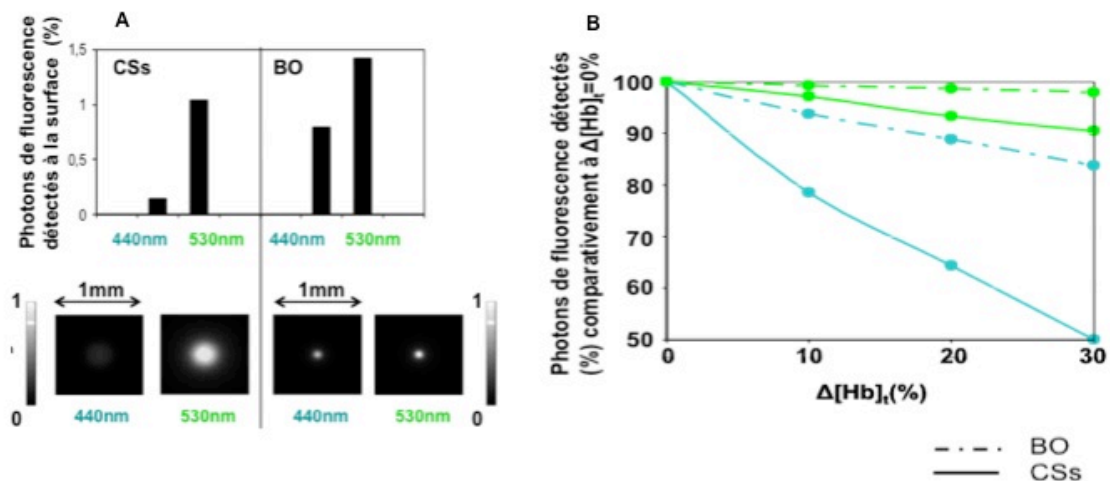 A
Photons de fluorescence
détectés à la surface (%)
1,5
1
0,5
0
CSs
BO
440nm
530nm
440nm
530nm
1mm
1mm
1
0
1
0
440nm
530nm
440nm
530nm
B
Photons de fluorescence détectés
(%) comparativement à Δ[Hb]t=0%
100
90
80
70
60
50
0
10
20
30
Δ[Hb]t(%)
BO
CSs